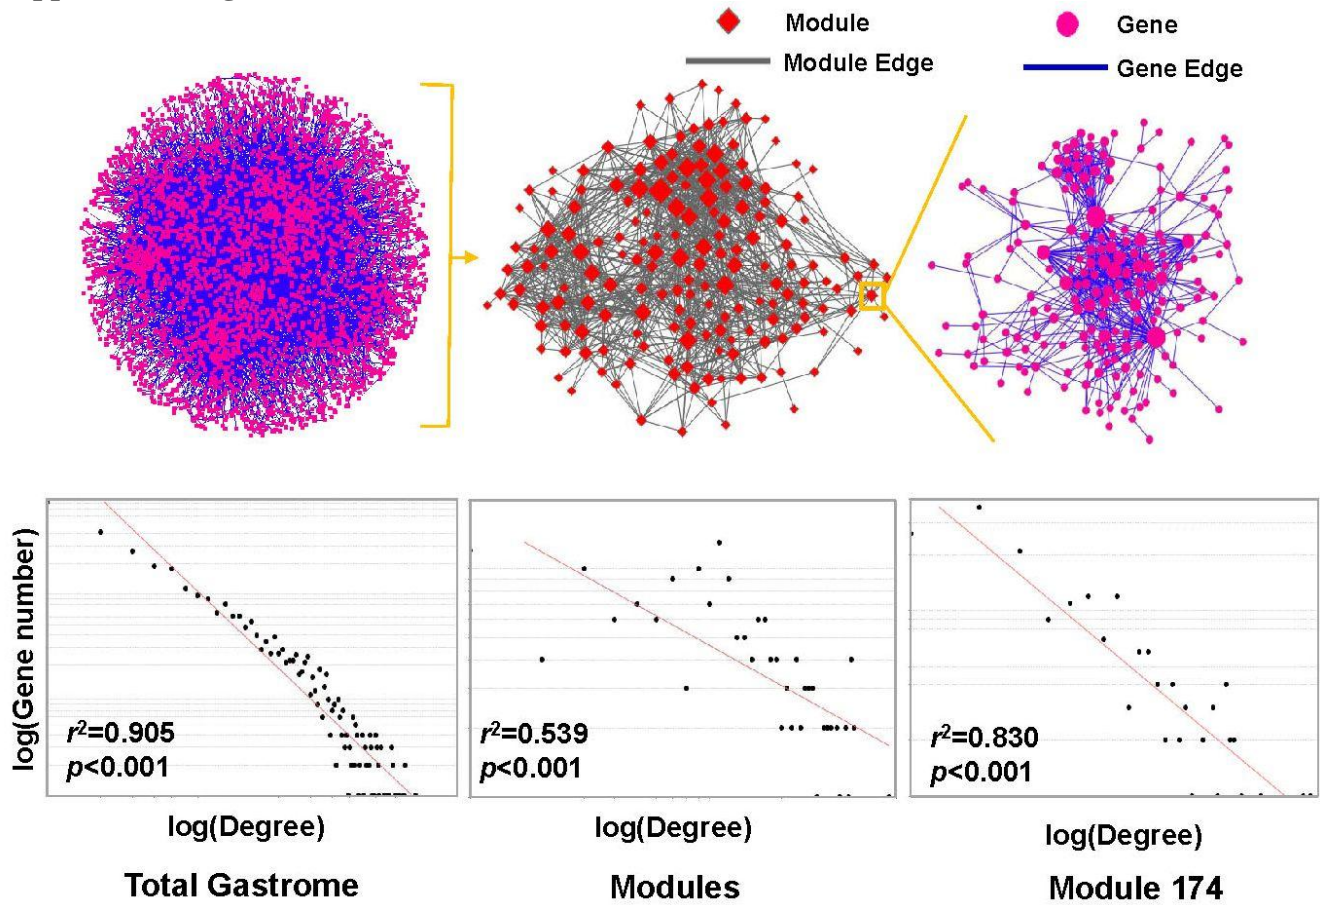 Module
Gene
Module Edge
Gene Edge
log(Gene number)
r²=0.905
p<0.001
r²=0.539
p<0.001
r²=0.830
p<0.001
log(Degree)
log(Degree)
log(Degree)
Total Gastrome
Modules
Module 174